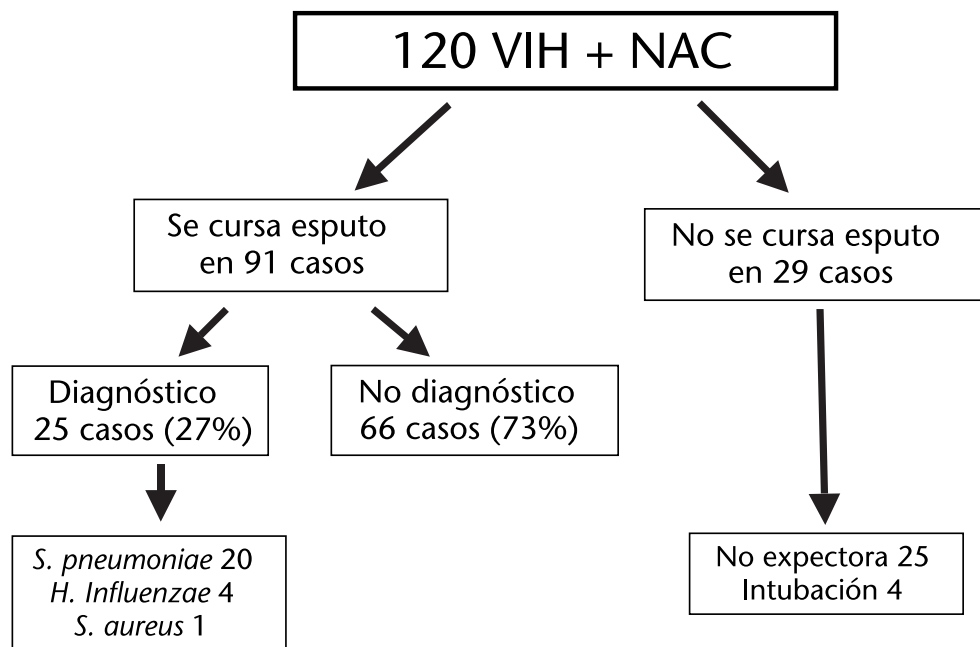 120 VIH + NAC
Se cursa esputo
en 91 casos
No se cursa esputo
en 29 casos
Diagnóstico
25 casos (27%)
No diagnóstico
66 casos (73%)
S. pneumoniae 20
H. Influenzae 4
S. aureus 1
No expectora 25
Intubación 4